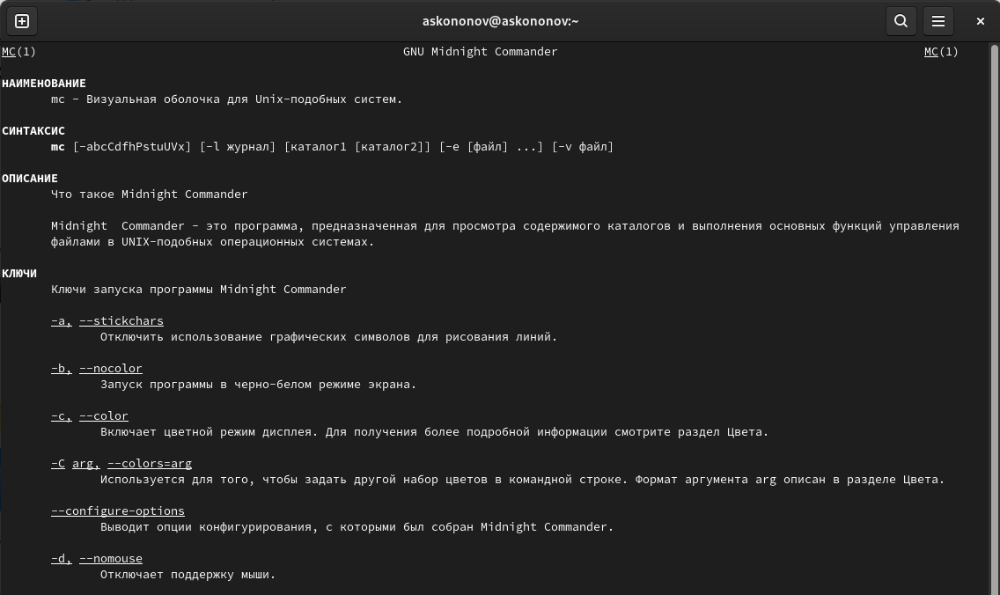 askononov@askononov:~
MC(1) GNU Midnight Commander MC(1)
НАИМЕНОВАНИЕ
mc - Визуальная оболочка для Unix-подобных систем.
СИНТАКСИС
mc [-abcCdfhPstuUVx] [-l журнал] [каталог1 [каталог2]] [-e [файл] ...] [-v файл]
ОПИСАНИЕ
Что такое Midnight Commander
Midnight  Commander - это программа, предназначенная для просмотра содержимого каталогов и выполнения основных функций управления
файлами в UNIX-подобных операционных системах.
КЛЮЧИ
Ключи запуска программы Midnight Commander
-a, --stickchars
Отключить использование графических символов для рисования линий.
-b, --nocolor
Запуск программы в черно-белом режиме экрана.
-c, --color
Включает цветной режим дисплея. Для получения более подробной информации смотрите раздел Цвета.
-C arg, --colors=arg
Используется для того, чтобы задать другой набор цветов в командной строке. Формат аргумента arg описан в разделе Цвета.
--configure-options
Выводит опции конфигурирования, с которыми был собран Midnight Commander.
-d, --nomouse
Отключает поддержку мыши.